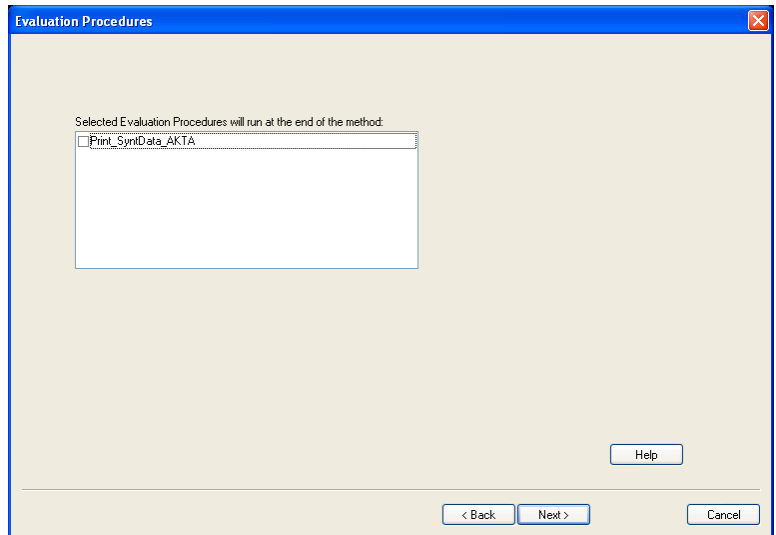 Evaluation Procedures
Selected Evaluation Procedures will run at the end of the method:
Print_SyntData_AKTA
Help
< Back
Next >
Cancel